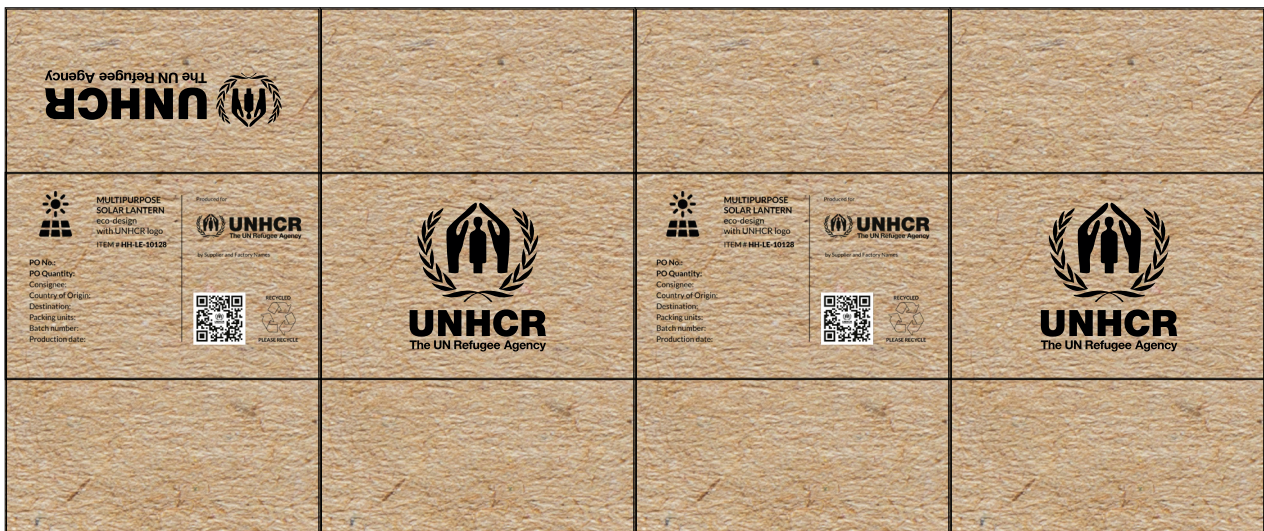 UNHCR
The UN Refugee Agency
MULTIPURPOSE
SOLAR LANTERN
eco-design
with UNHCR logo
ITEM # HH-LE-10128
PO No.:
PO Quantity:
Consignee:
Country of Origin:
Destination:
Packing units:
Batch number:
Production date:
Produced for
UNHCR
The UN Refugee Agency
by Supplier and Factory Names
RECYCLED
PLEASE RECYCLE
UNHCR
The UN Refugee Agency
MULTIPURPOSE
SOLAR LANTERN
eco-design
with UNHCR logo
ITEM # HH-LE-10128
PO No.:
PO Quantity:
Consignee:
Country of Origin:
Destination:
Packing units:
Batch number:
Production date:
Produced for
UNHCR
The UN Refugee Agency
by Supplier and Factory Names
RECYCLED
PLEASE RECYCLE
UNHCR
The UN Refugee Agency